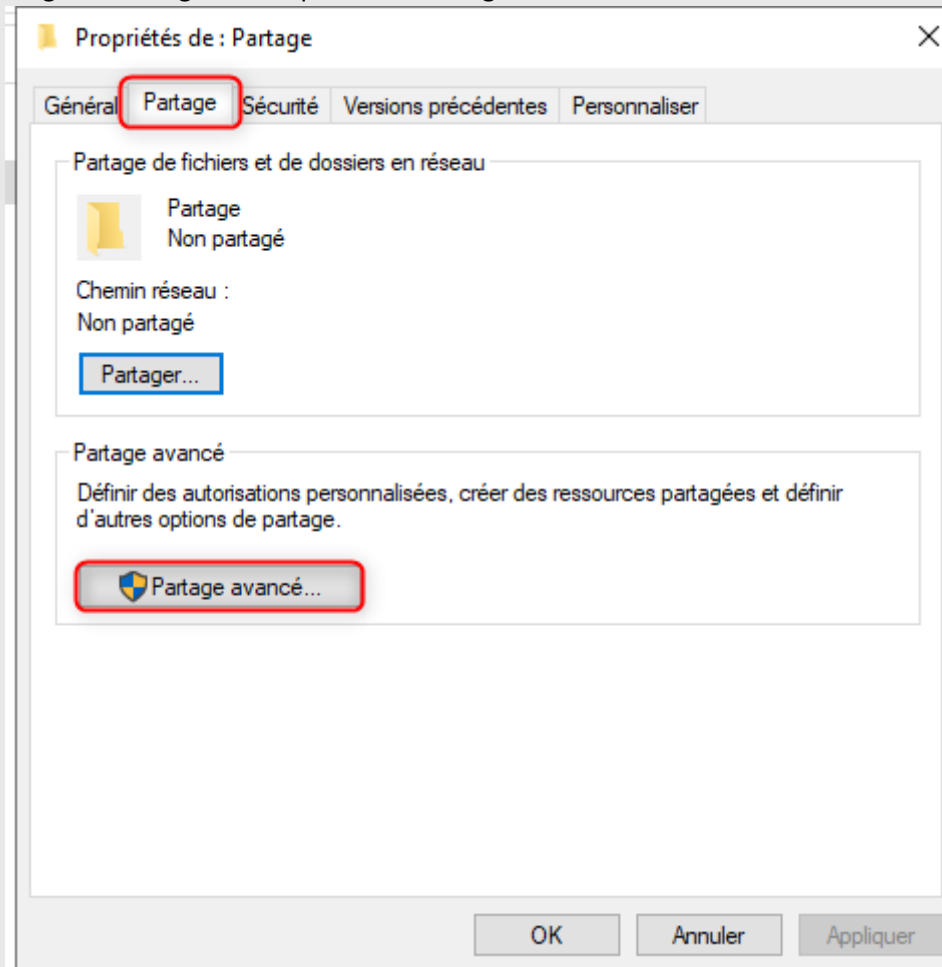 Propriétés de : Partage
Général Partage Sécurité Versions précédentes Personnaliser
Partage de fichiers et de dossiers en réseau
Partage
Non partagé
Chemin réseau :
Non partagé
Partager...
Partage avancé
Définir des autorisations personnalisées, créer des ressources partagées et définir
d'autres options de partage.
Partage avancé...
OK Annuler Appliquer